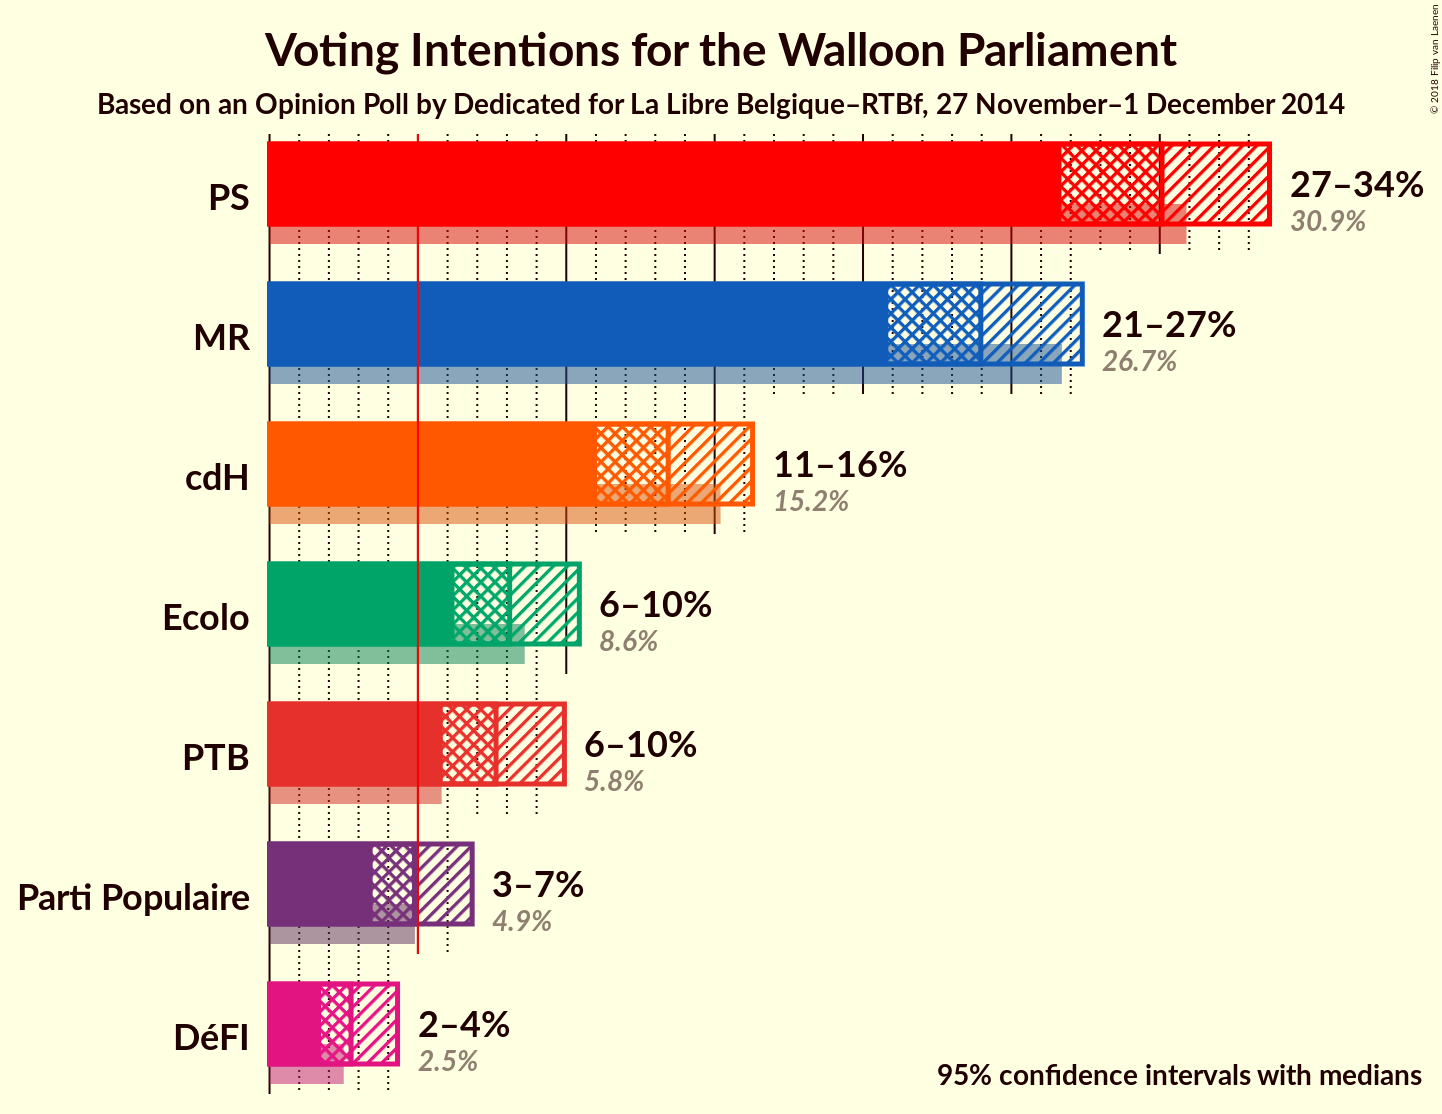 Voting Intentions for the Walloon Parliament
Based on an Opinion Poll by Dedicated for La Libre Belgique–RTBf, 27 November–1 December 2014
© 2018 Filip van Laenen
PS
27–34%
30.9%
MR
21–27%
26.7%
cdH
11–16%
15.2%
Ecolo
6–10%
8.6%
PTB
6–10%
5.8%
Parti Populaire
3–7%
4.9%
DéFI
2–4%
2.5%
95% confidence intervals with medians